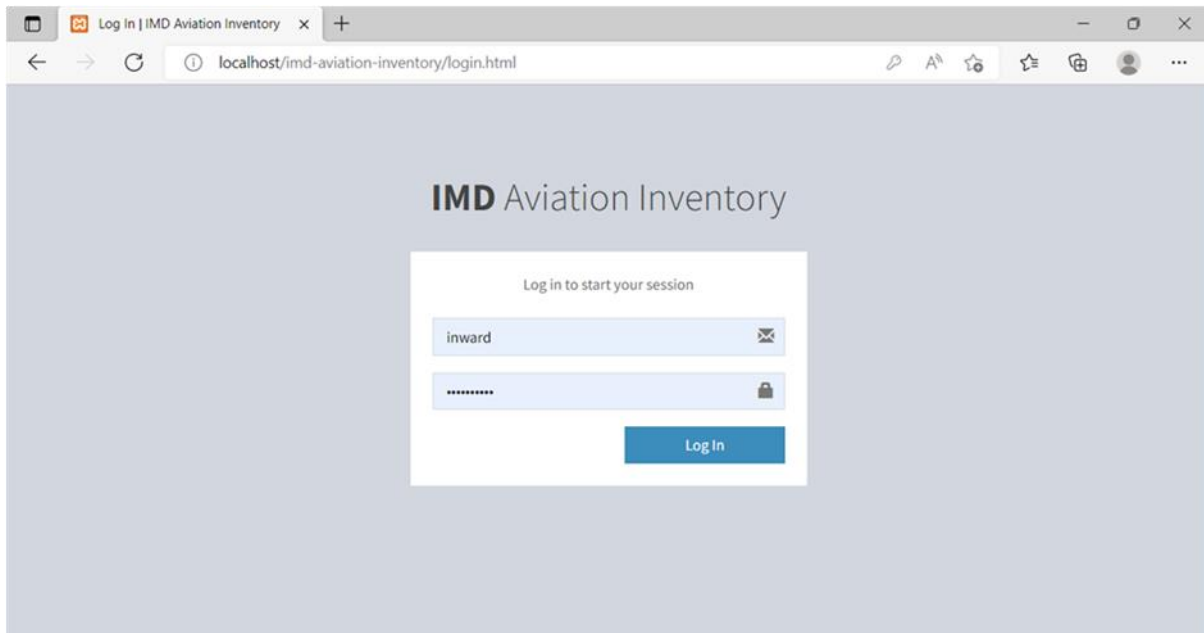 Log In | IMD Aviation Inventory
localhost/imd-aviation-inventory/login.html
IMD Aviation Inventory
Log in to start your session
inward
••••••••••
Log In